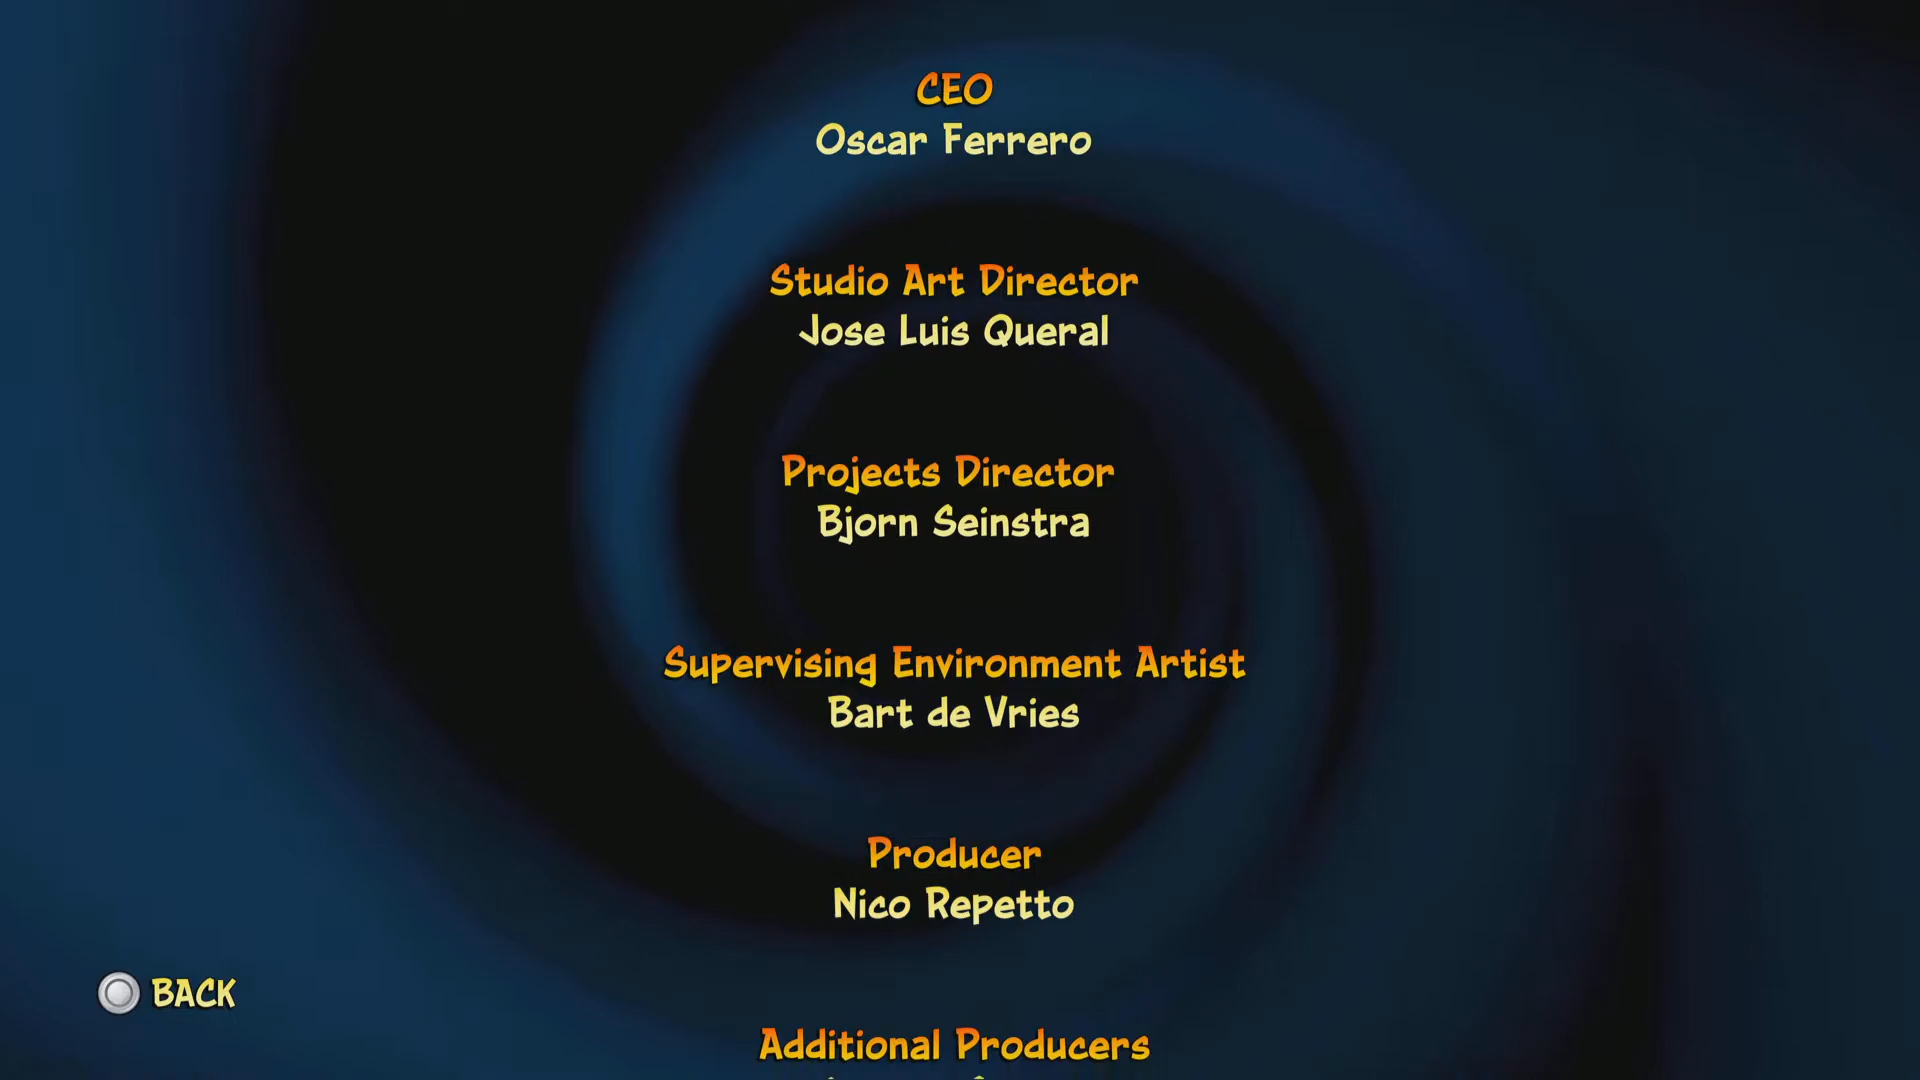 CEO
Oscar Ferrero
Studio Art Director
Jose Luis Queral
Projects Director
Bjorn Seinstra
Supervising Environment Artist
Bart de Vries
Producer
Nico Repetto
BACK
Additional Producers